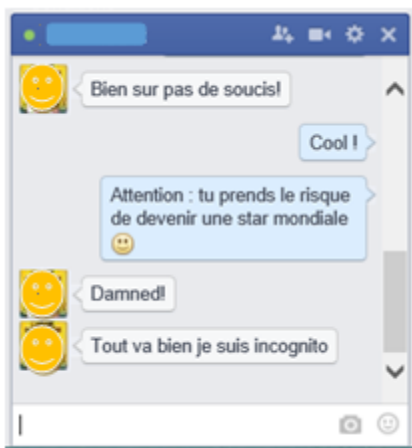 Bien sur pas de soucis!
Cool !
Attention : tu prends le risque
de devenir une star mondiale
Damned!
Tout va bien je suis incognito